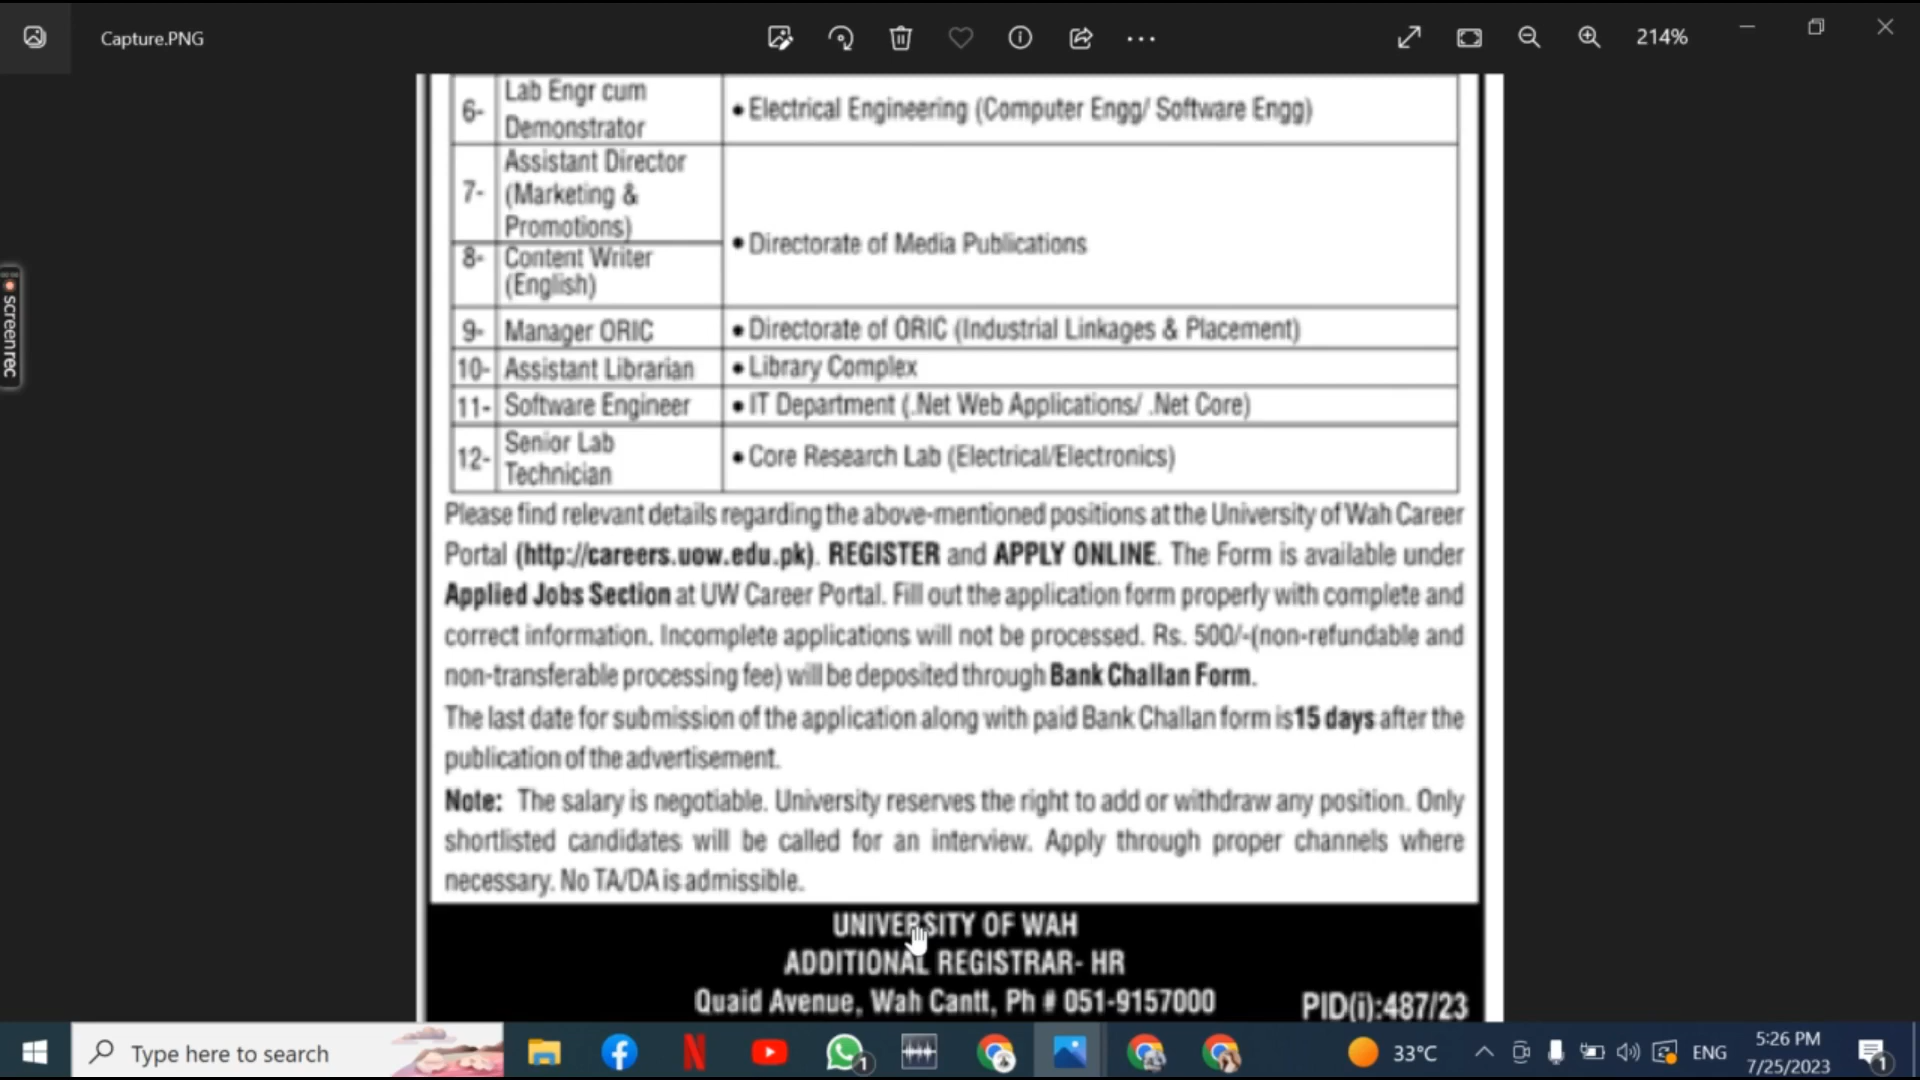 Capture.PNG
214%
6- Lab Engr cum Demonstrator • Electrical Engineering (Computer Engg/ Software Engg)
7- Assistant Director (Marketing & Promotions) • Directorate of Media Publications
8- Content Writer (English)
9- Manager ORIC • Directorate of ORIC (Industrial Linkages & Placement)
10- Assistant Librarian • Library Complex
11- Software Engineer • IT Department (.Net Web Applications/ .Net Core)
12- Senior Lab Technician • Core Research Lab (Electrical/Electronics)
Please find relevant details regarding the above-mentioned positions at the University of Wah Career
Portal (http://careers.uow.edu.pk). REGISTER and APPLY ONLINE. The Form is available under
Applied Jobs Section at UW Career Portal. Fill out the application form properly with complete and
correct information. Incomplete applications will not be processed. Rs. 500/-(non-refundable and
non-transferable processing fee) will be deposited through Bank Challan Form.
The last date for submission of the application along with paid Bank Challan form is 15 days after the
publication of the advertisement.
Note: The salary is negotiable. University reserves the right to add or withdraw any position. Only
shortlisted candidates will be called for an interview. Apply through proper channels where
necessary. No TA/DA is admissible.
UNIVERSITY OF WAH
ADDITIONAL REGISTRAR- HR
Quaid Avenue, Wah Cantt, Ph # 051-9157000
PID(i):487/23
screenrec
Type here to search
1
33°C
ENG
5:26 PM
7/25/2023
1